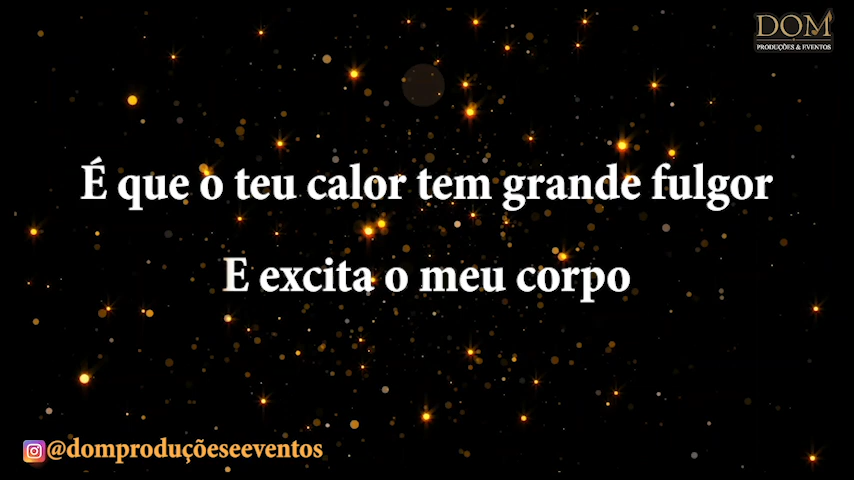 DOM
PRODUÇÕES & EVENTOS
É que o teu calor tem grande fulgor
E excita o meu corpo
@domproduçõeseeventos